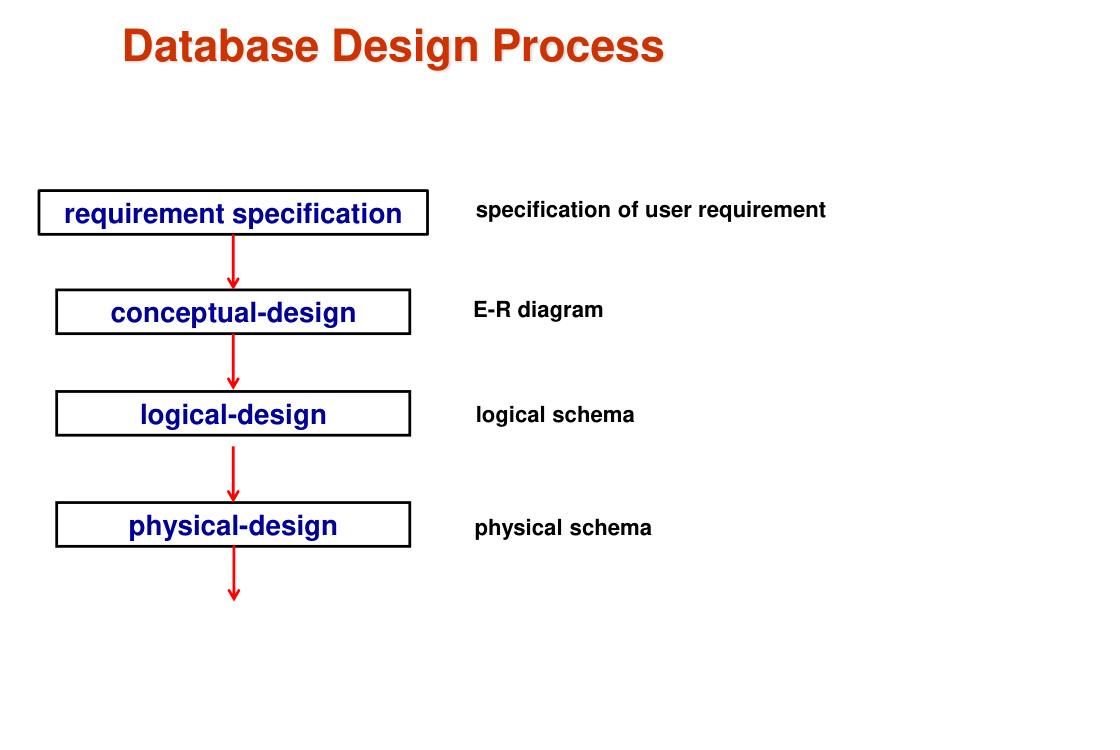 Database Design Process
requirement specification
specification of user requirement
conceptual-design
E-R diagram
logical-design
logical schema
physical-design
physical schema